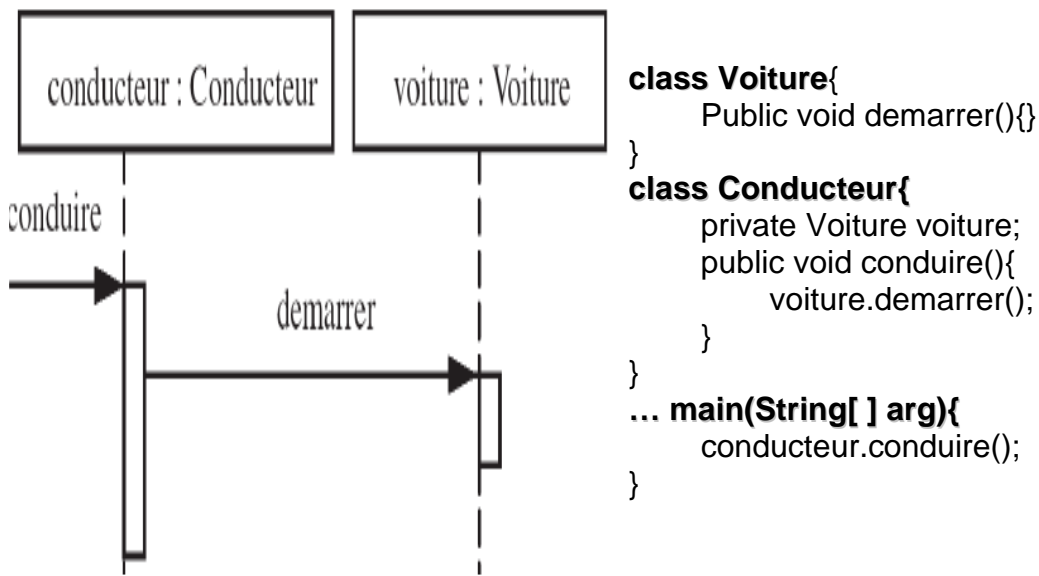 conducteur : Conducteur
voiture : Voiture
conduire
demarrer
class Voiture{
Public void demarrer(){}
}
class Conducteur{
private Voiture voiture;
public void conduire(){
voiture.demarrer();
}
}
… main(String[ ] arg){
conducteur.conduire();
}